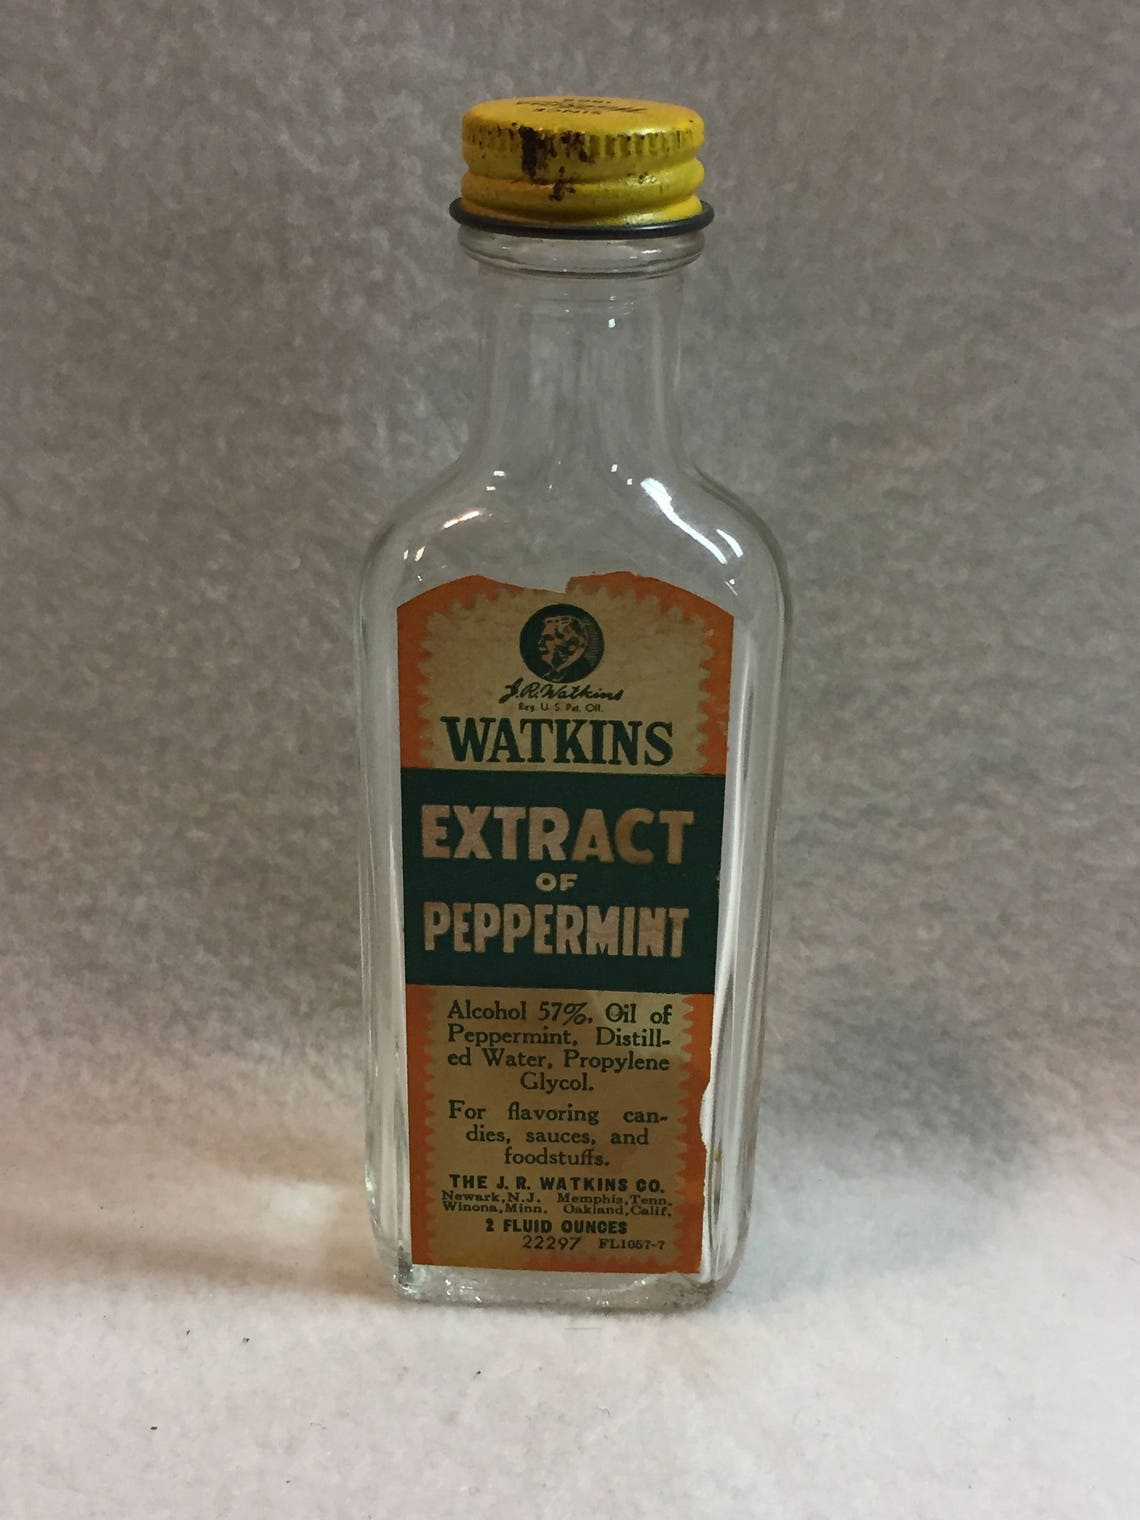 SINCE
1868
J.R.Watkins
Reg. U. S. Pat. Off.
WATKINS
EXTRACT
OF
PEPPERMINT
Alcohol 57%, Oil of
Peppermint, Distill-
ed Water, Propylene
Glycol.
For flavoring can-
dies, sauces, and
foodstuffs.
THE J. R. WATKINS CO.
Newark, N.J. Memphis, Tenn.
Winona, Minn. Oakland, Calif.
2 FLUID OUNCES
22297 FL1057-7